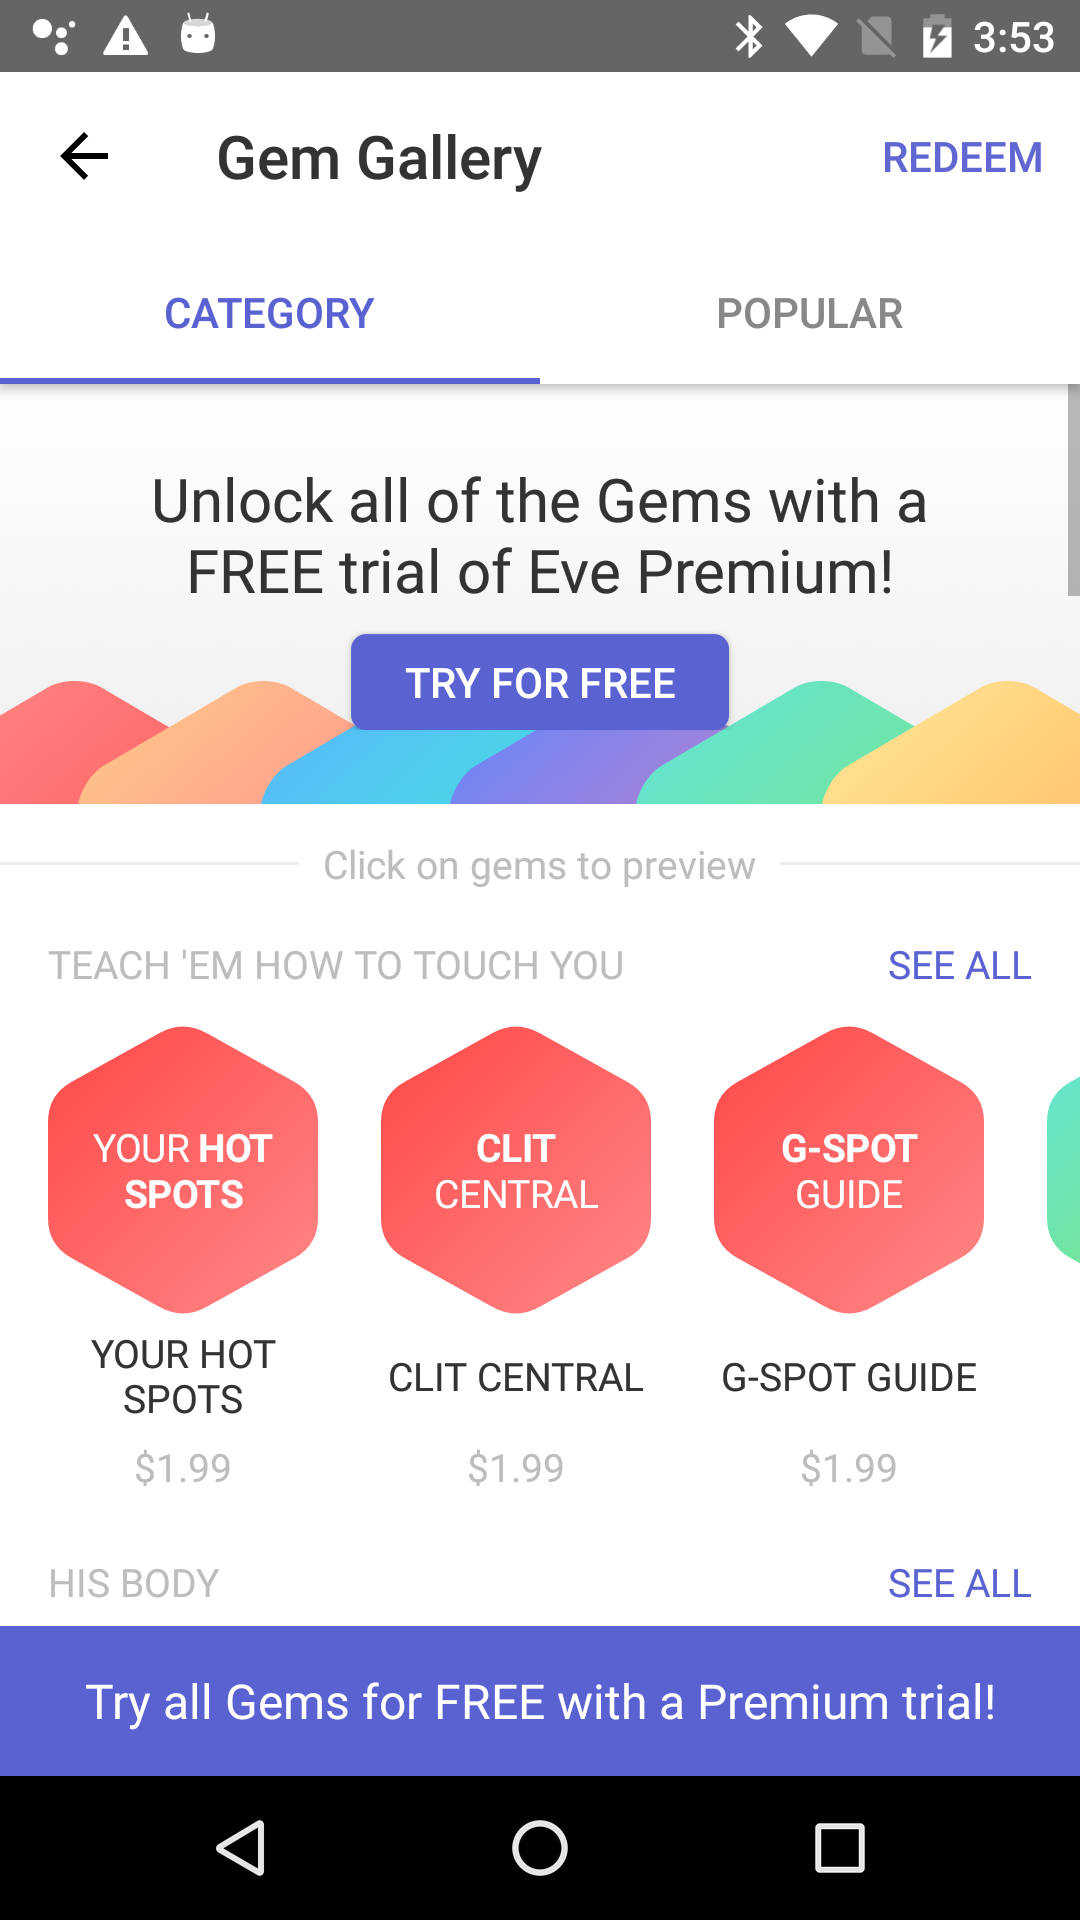 3:53
Gem Gallery
REDEEM
CATEGORY
POPULAR
Unlock all of the Gems with a
FREE trial of Eve Premium!
TRY FOR FREE
Click on gems to preview
TEACH 'EM HOW TO TOUCH YOU
SEE ALL
YOUR HOT
SPOTS
CLIT
CENTRAL
G-SPOT
GUIDE
YOUR HOT
SPOTS
CLIT CENTRAL
G-SPOT GUIDE
$1.99
$1.99
$1.99
HIS BODY
SEE ALL
Try all Gems for FREE with a Premium trial!